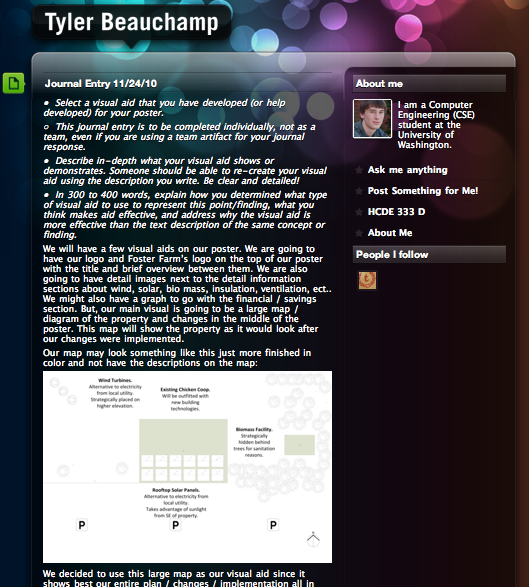 Tyler Beauchamp
Journal Entry 11/24/10
● Select a visual aid that you have developed (or help
developed) for your poster.
○ This journal entry is to be completed individually, not as a
team, even if you are using a team artifact for your journal
response.
● Describe in-depth what your visual aid shows or
demonstrates. Someone should be able to re-create your visual
aid using the description you write. Be clear and detailed!
● In 300 to 400 words, explain how you determined what type
of visual aid to use to represent this point/finding, what you
think makes aid effective, and address why the visual aid is
more effective than the text description of the same concept or
finding.
We will have a few visual aids on our poster. We are going to
have our logo and Foster Farm's logo on the top of our poster
with the title and brief overview between them. We are also
going to have detail images next to the detail information
sections about wind, solar, bio mass, insulation, ventilation, ect..
We might also have a graph to go with the financial / savings
section. But, our main visual is going to be a large map /
diagram of the property and changes in the middle of the
poster. This map will show the property as it would look after
our changes were implemented.
Our map may look something like this just more finished in
color and not have the descriptions on the map:
Wind Turbines.
Alternative to electricity
from local utility.
Strategically placed on
higher elevation.
Existing Chicken Coop.
Will be outfitted with
new building
technologies.
Biomass Facility.
Strategically
hidden behind
trees for sanitation
reasons.
Rooftop Solar Panels.
Alternative to electricity from
local utility.
Takes advantage of sunlight
from SE of property.
P P P
We decided to use this large map as our visual aid since it
shows best our entire plan / changes / implementation all in
About me
I am a Computer
Engineering (CSE)
student at the
University of
Washington.
Ask me anything
Post Something for Me!
HCDE 333 D
About Me
People I follow